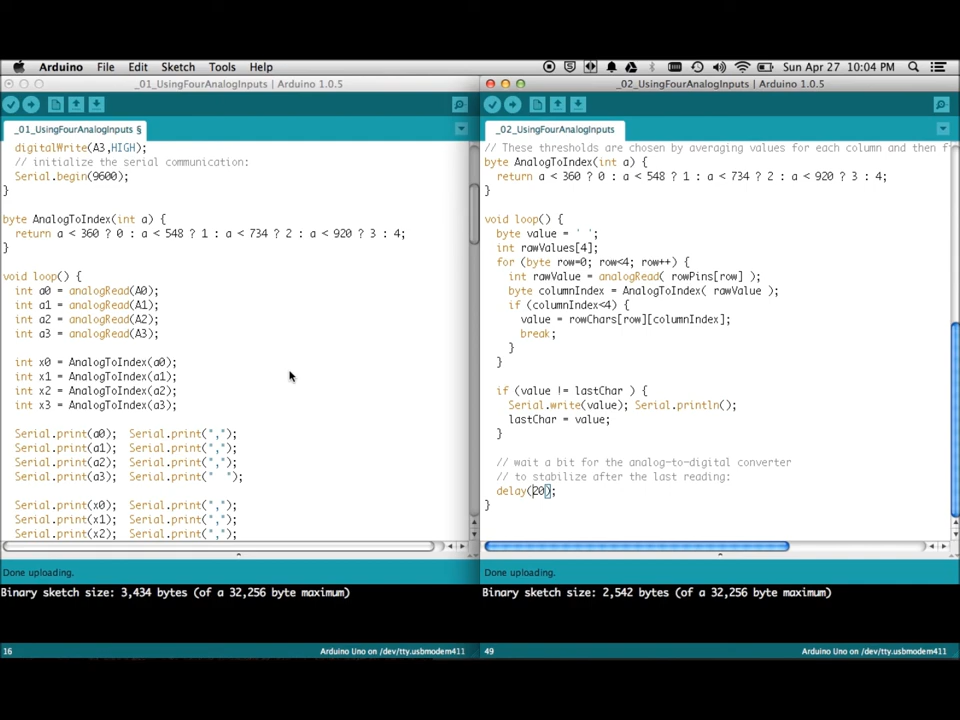 Arduino File Edit Sketch Tools Help Sun Apr 27 10:04 PM
_01_UsingFourAnalogInputs | Arduino 1.0.5
_01_UsingFourAnalogInputs §
digitalWrite(A3,HIGH);
// initialize the serial communication:
Serial.begin(9600);
}
byte AnalogToIndex(int a) {
return a < 360 ? 0 : a < 548 ? 1 : a < 734 ? 2 : a < 920 ? 3 : 4;
}
void loop() {
int a0 = analogRead(A0);
int a1 = analogRead(A1);
int a2 = analogRead(A2);
int a3 = analogRead(A3);
int x0 = AnalogToIndex(a0);
int x1 = AnalogToIndex(a1);
int x2 = AnalogToIndex(a2);
int x3 = AnalogToIndex(a3);
Serial.print(a0); Serial.print(",");
Serial.print(a1); Serial.print(",");
Serial.print(a2); Serial.print(",");
Serial.print(a3); Serial.print("  ");
Serial.print(x0); Serial.print(",");
Serial.print(x1); Serial.print(",");
Serial.print(x2); Serial.print(",");
Done uploading.
Binary sketch size: 3,434 bytes (of a 32,256 byte maximum)
16 Arduino Uno on /dev/tty.usbmodem411
_02_UsingFourAnalogInputs | Arduino 1.0.5
_02_UsingFourAnalogInputs
// These thresholds are chosen by averaging values for each column and then f
byte AnalogToIndex(int a) {
return a < 360 ? 0 : a < 548 ? 1 : a < 734 ? 2 : a < 920 ? 3 : 4;
}
void loop() {
byte value = ' ';
int rawValues[4];
for (byte row=0; row<4; row++) {
int rawValue = analogRead( rowPins[row] );
byte columnIndex = AnalogToIndex( rawValue );
if (columnIndex<4) {
value = rowChars[row][columnIndex];
break;
}
}
if (value != lastChar ) {
Serial.write(value); Serial.println();
lastChar = value;
}
// wait a bit for the analog-to-digital converter
// to stabilize after the last reading:
delay(20);
}
Done uploading.
Binary sketch size: 2,542 bytes (of a 32,256 byte maximum)
49 Arduino Uno on /dev/tty.usbmodem411